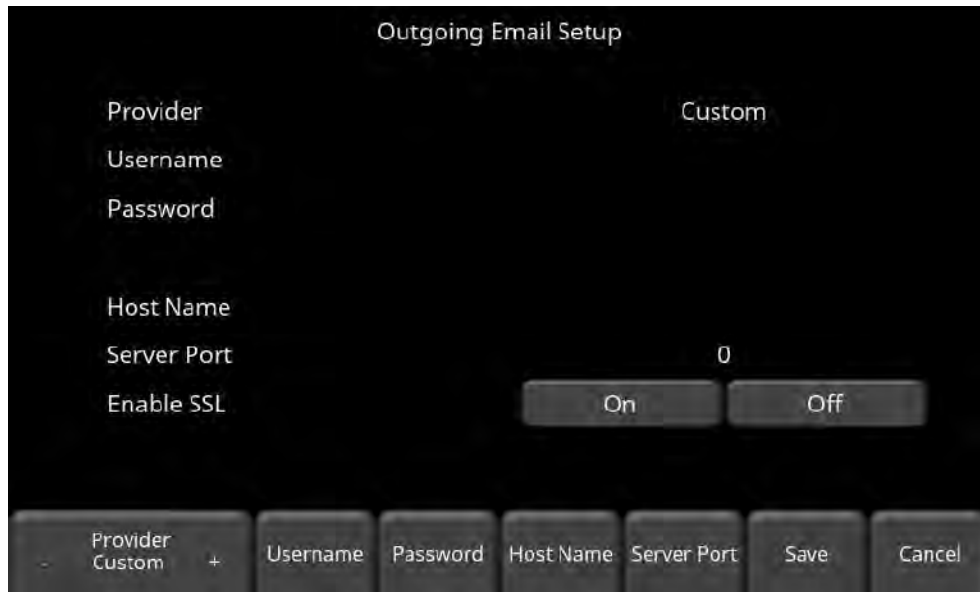 Outgoing Email Setup
Provider Custom
Username
Password
Host Name
Server Port 0
Enable SSL On Off
- Provider Custom +
Username
Password
Host Name
Server Port
Save
Cancel